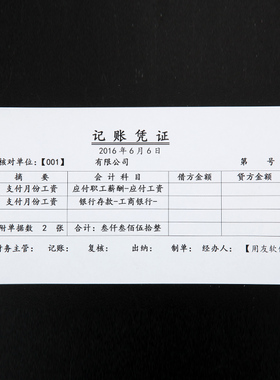 记账凭证
2016年6月6日
核对单位:【001】 有限公司 第 号
摘要 会计科目 借方金额 贷方金额
支付月份工资 应付职工薪酬-应付工资
支付月份工资 银行存款-工商银行-
附单据数 2 张 合计:叁仟叁佰伍拾整
财务主管: 记账: 复核: 出纳: 制单: 经办人:【用友软件